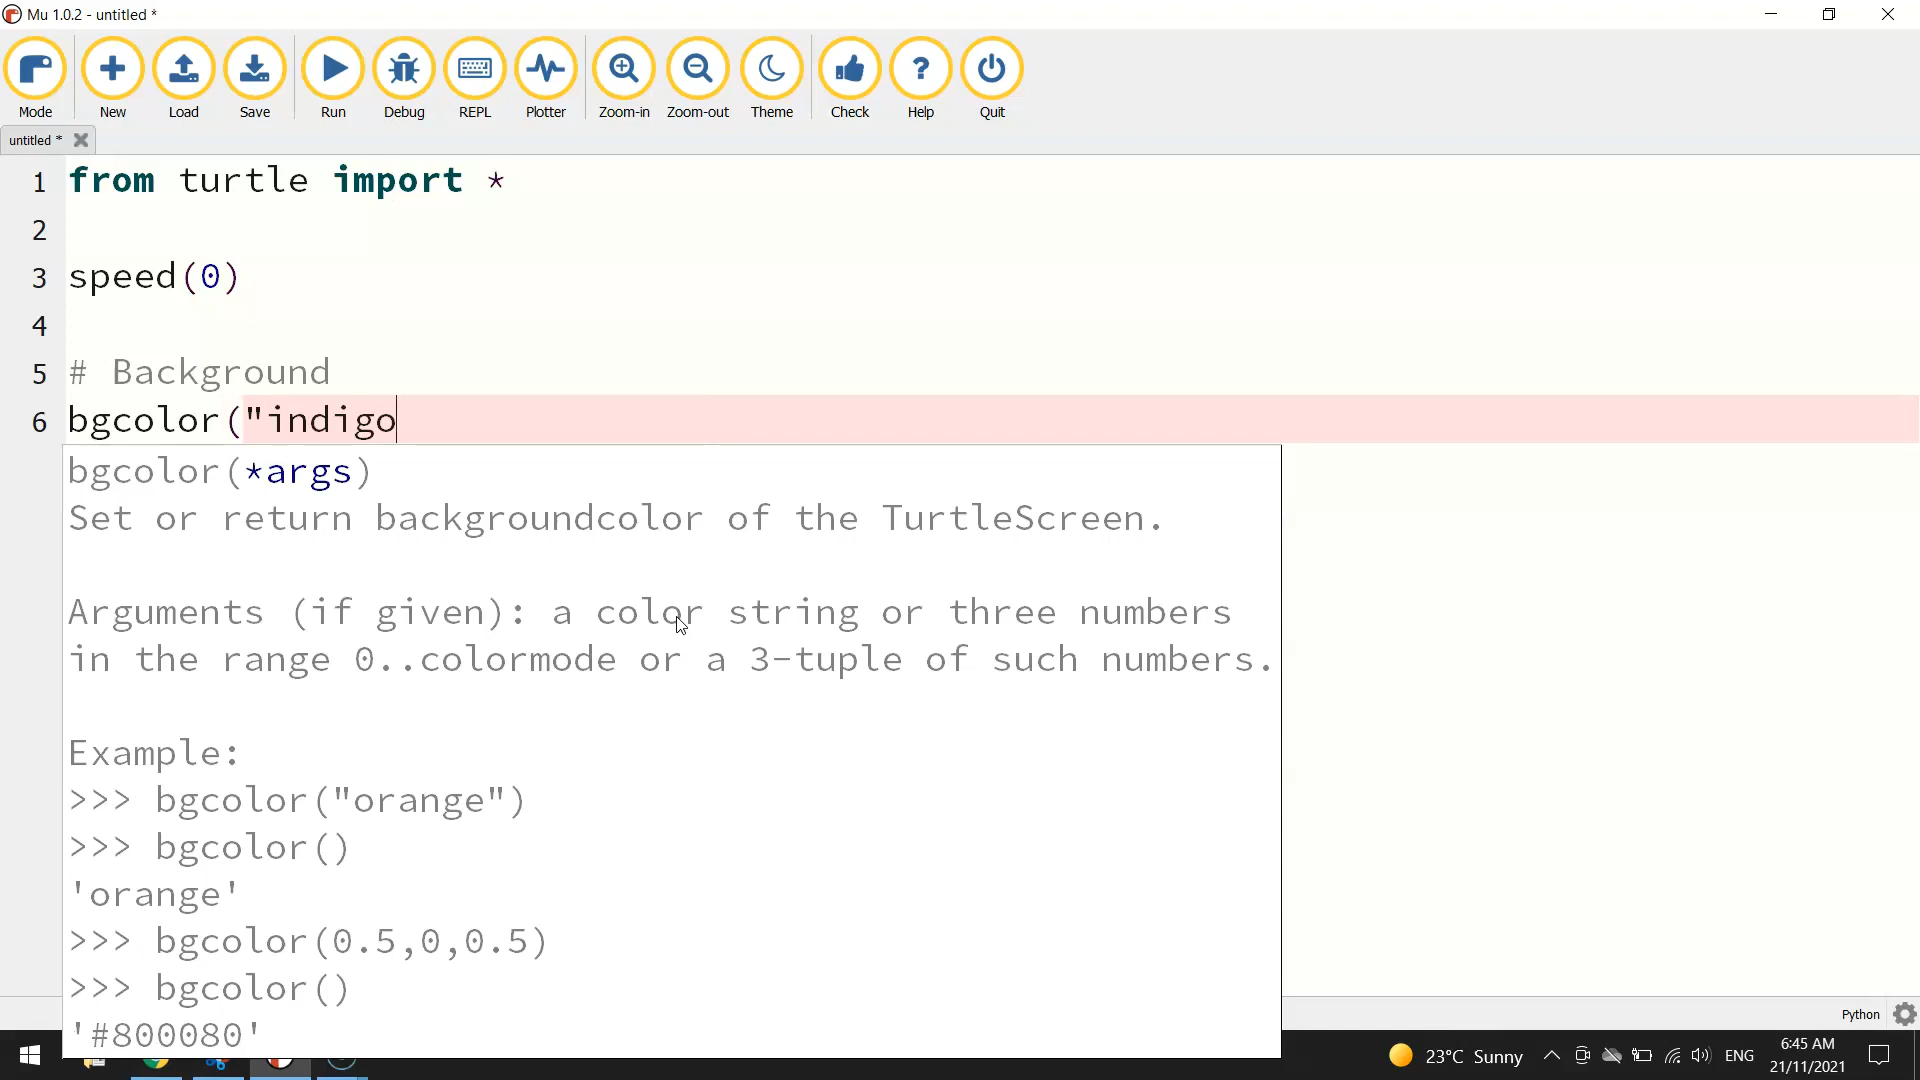 Mu 1.0.2 - untitled *
Mode New Load Save Run Debug REPL Plotter Zoom-in Zoom-out Theme Check Help Quit
untitled *
1 from turtle import *
2
3 speed(0)
4
5 # Background
6 bgcolor("indigo
bgcolor(*args)
Set or return backgroundcolor of the TurtleScreen.
Arguments (if given): a color string or three numbers
in the range 0..colormode or a 3-tuple of such numbers.
Example:
>>> bgcolor("orange")
>>> bgcolor()
'orange'
>>> bgcolor(0.5,0,0.5)
>>> bgcolor()
'#800080'
Python
23°C Sunny ENG 6:45 AM
21/11/2021